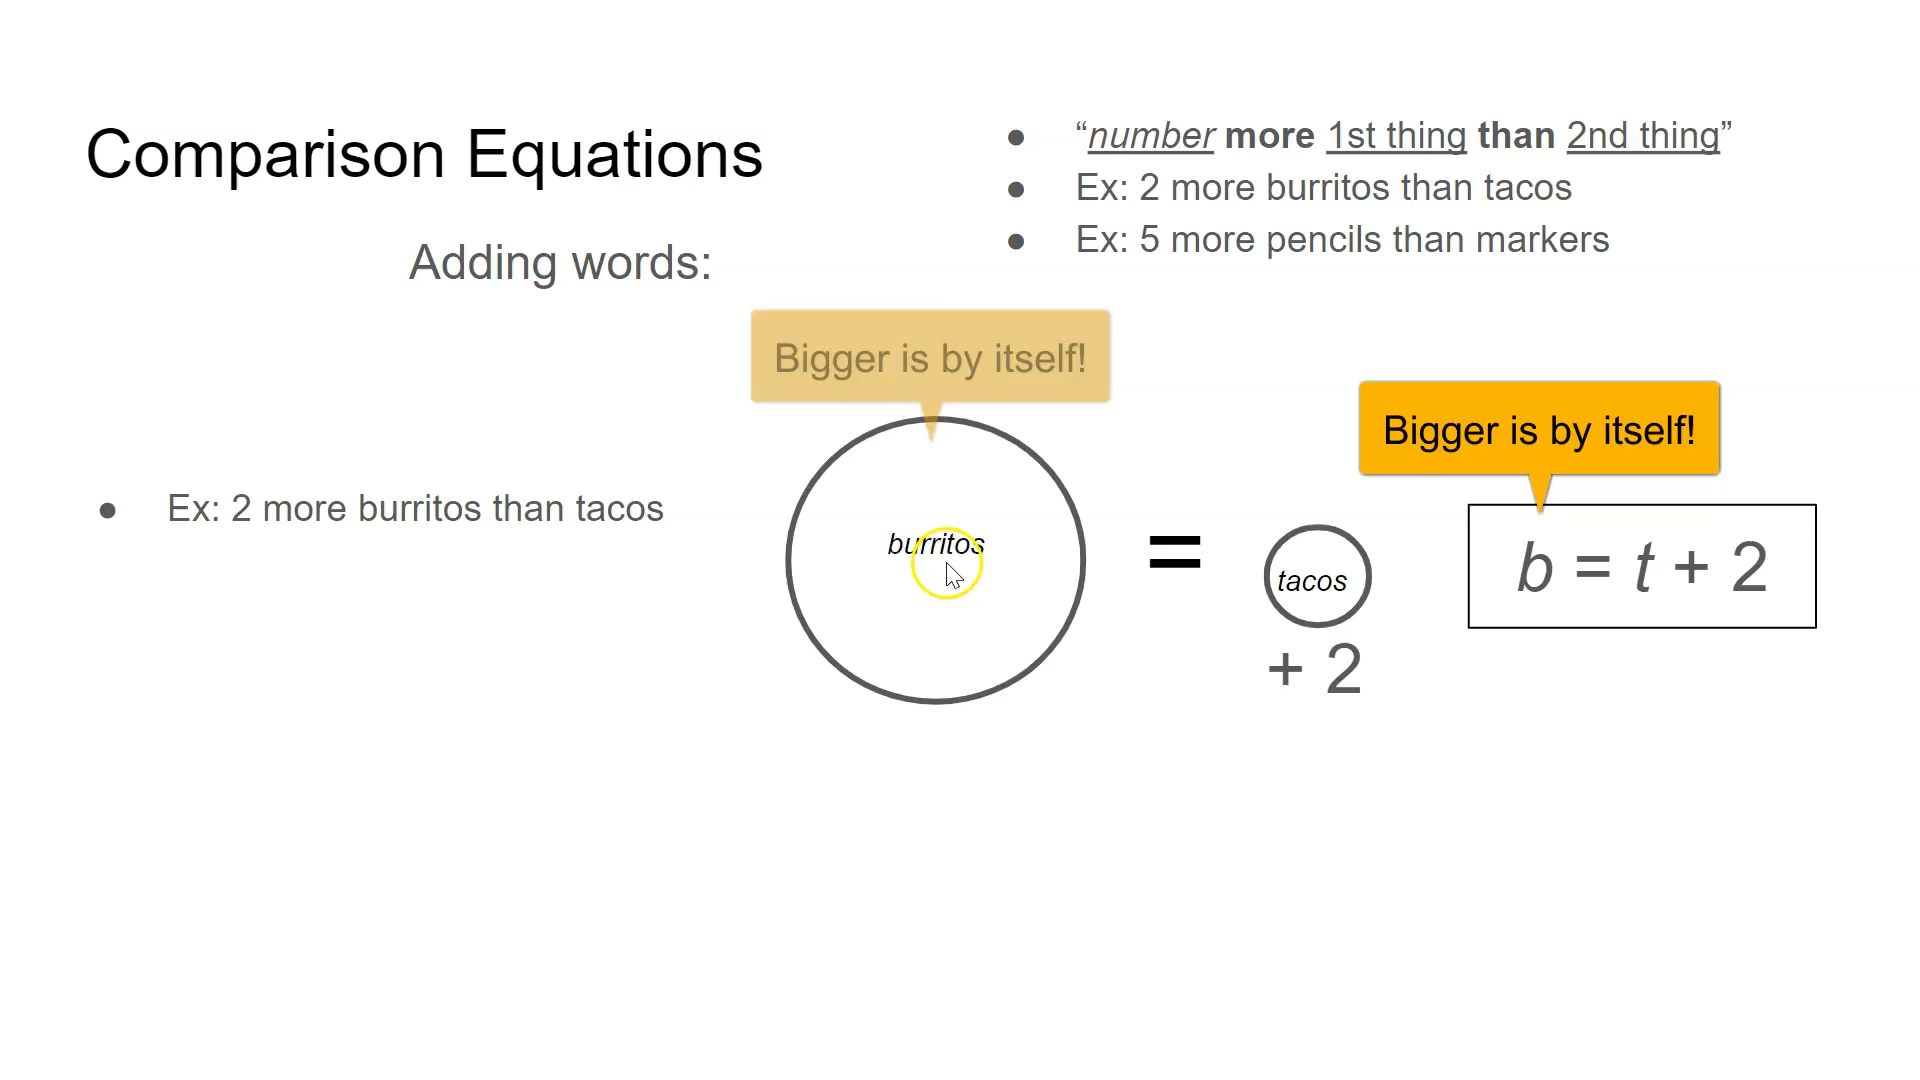 Comparison Equations
Adding words:
● “number more 1st thing than 2nd thing”
● Ex: 2 more burritos than tacos
● Ex: 5 more pencils than markers
● Ex: 2 more burritos than tacos
Bigger is by itself!
burritos
=
tacos
+ 2
Bigger is by itself!
b = t + 2